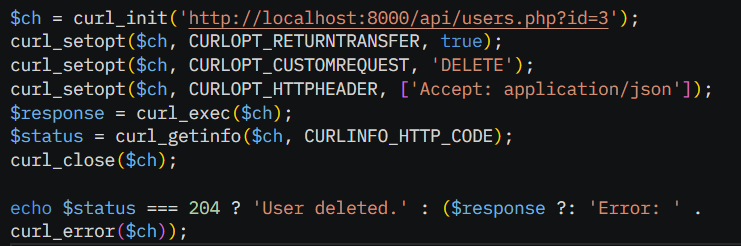 $ch = curl_init('http://localhost:8000/api/users.php?id=3');
curl_setopt($ch, CURLOPT_RETURNTRANSFER, true);
curl_setopt($ch, CURLOPT_CUSTOMREQUEST, 'DELETE');
curl_setopt($ch, CURLOPT_HTTPHEADER, ['Accept: application/json']);
$response = curl_exec($ch);
$status = curl_getinfo($ch, CURLINFO_HTTP_CODE);
curl_close($ch);

echo $status === 204 ? 'User deleted.' : ($response ?: 'Error: ' .
curl_error($ch));